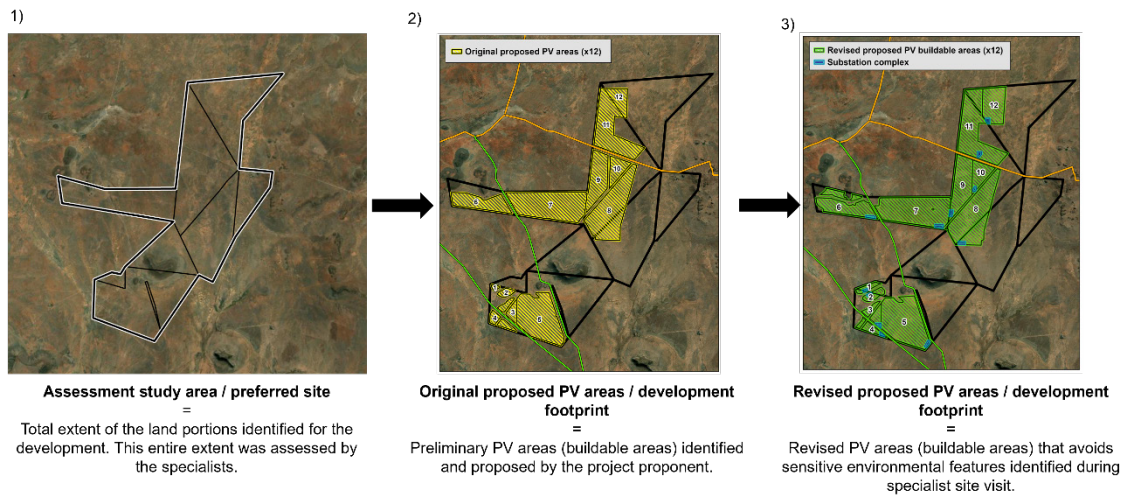 1)
Assessment study area / preferred site
=
Total extent of the land portions identified for the
development. This entire extent was assessed by
the specialists.
2)
Original proposed PV areas (x12)
12
11
10
9
6
7
8
1
2
3
4
5
Original proposed PV areas / development
footprint
=
Preliminary PV areas (buildable areas) identified
and proposed by the project proponent.
3)
Revised proposed PV buildable areas (x12)
Substation complex
12
11
10
9
6
7
8
1
2
3
4
5
Revised proposed PV areas / development
footprint
=
Revised PV areas (buildable areas) that avoids
sensitive environmental features identified during
specialist site visit.